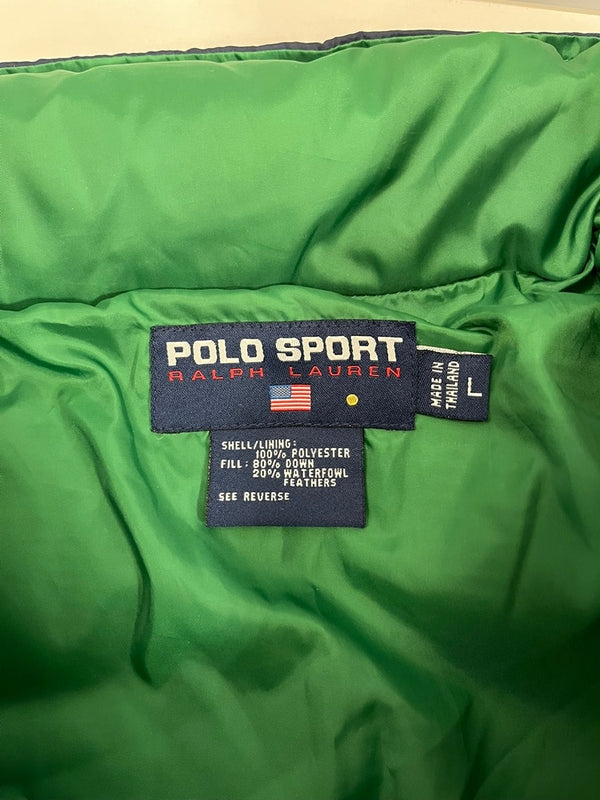 POLO SPORT
RALPH LAUREN
MADE IN
THAILAND
L
SHELL/LINING:
100% POLYESTER
FILL: 80% DOWN
20% WATERFOWL
FEATHERS
SEE REVERSE